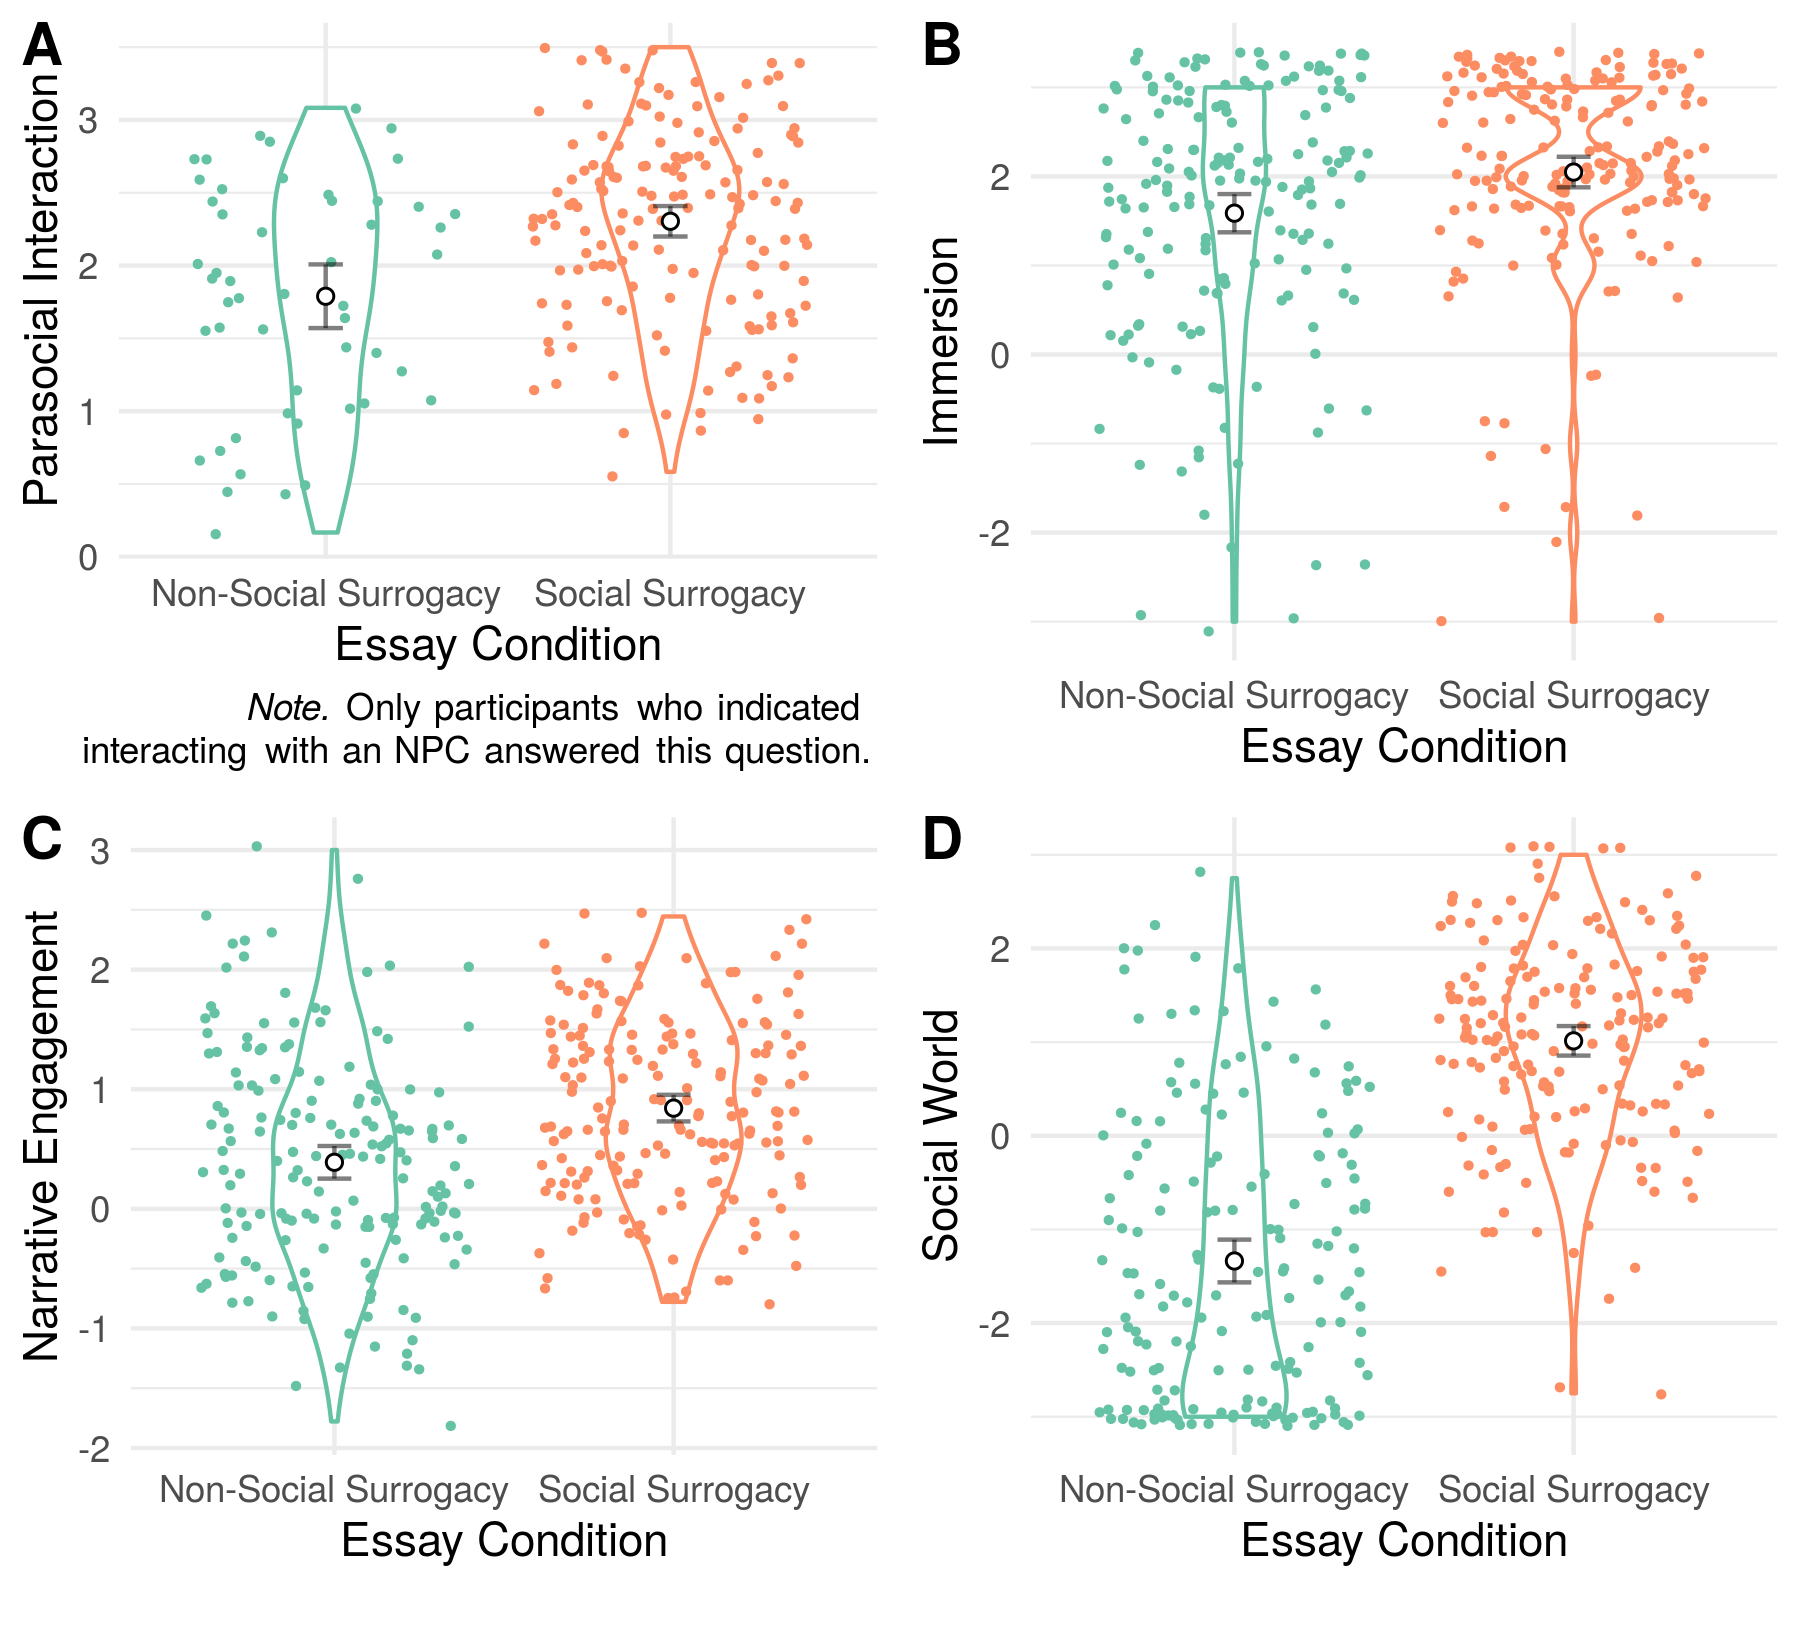 A
Parasocial Interaction
3
2
1
0
Non-Social Surrogacy Social Surrogacy
Essay Condition
Note. Only participants who indicated
interacting with an NPC answered this question.
B
Immersion
2
0
-2
Non-Social Surrogacy Social Surrogacy
Essay Condition
C
Narrative Engagement
3
2
1
0
-1
-2
Non-Social Surrogacy Social Surrogacy
Essay Condition
D
Social World
2
0
-2
Non-Social Surrogacy Social Surrogacy
Essay Condition